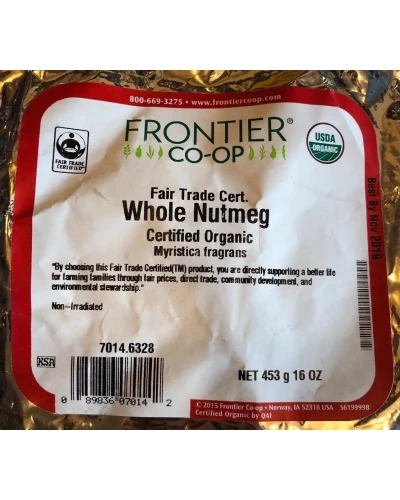 800-669-3275 • www.frontiercoop.com
FRONTIER®
CO-OP
FAIR TRADE
CERTIFIED
USDA
ORGANIC
Fair Trade Cert.
Whole Nutmeg
Certified Organic
Myristica fragrans
"By choosing this Fair Trade Certified(TM) product, you are directly supporting a better life
for farming families through fair prices, direct trade, community development, and
environmental stewardship."
Non-Irradiated
Best By Nov 2019
7014.6328
KSA
0 89836 07014 2
NET 453 g 16 OZ
© 2015 Frontier Co-op • Norway, IA 52318 USA 5619999B
Certified Organic by QAI